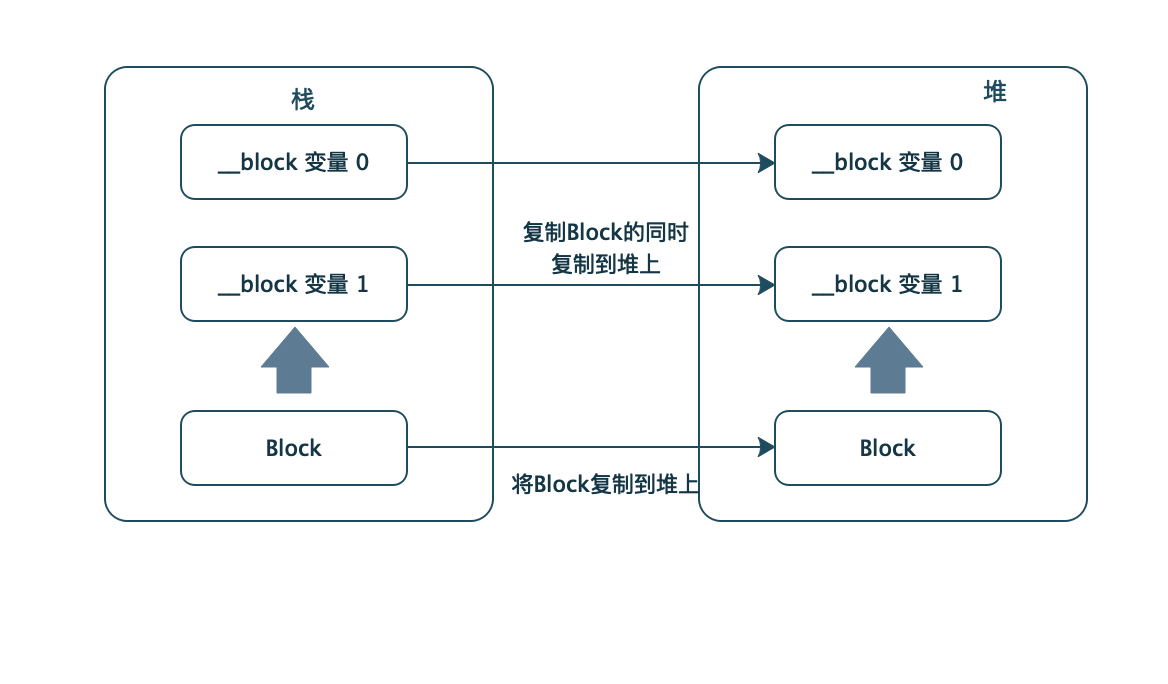 栈
堆
__block 变量 0
__block 变量 0
复制Block的同时
复制到堆上
__block 变量 1
__block 变量 1
Block
Block
将Block复制到堆上